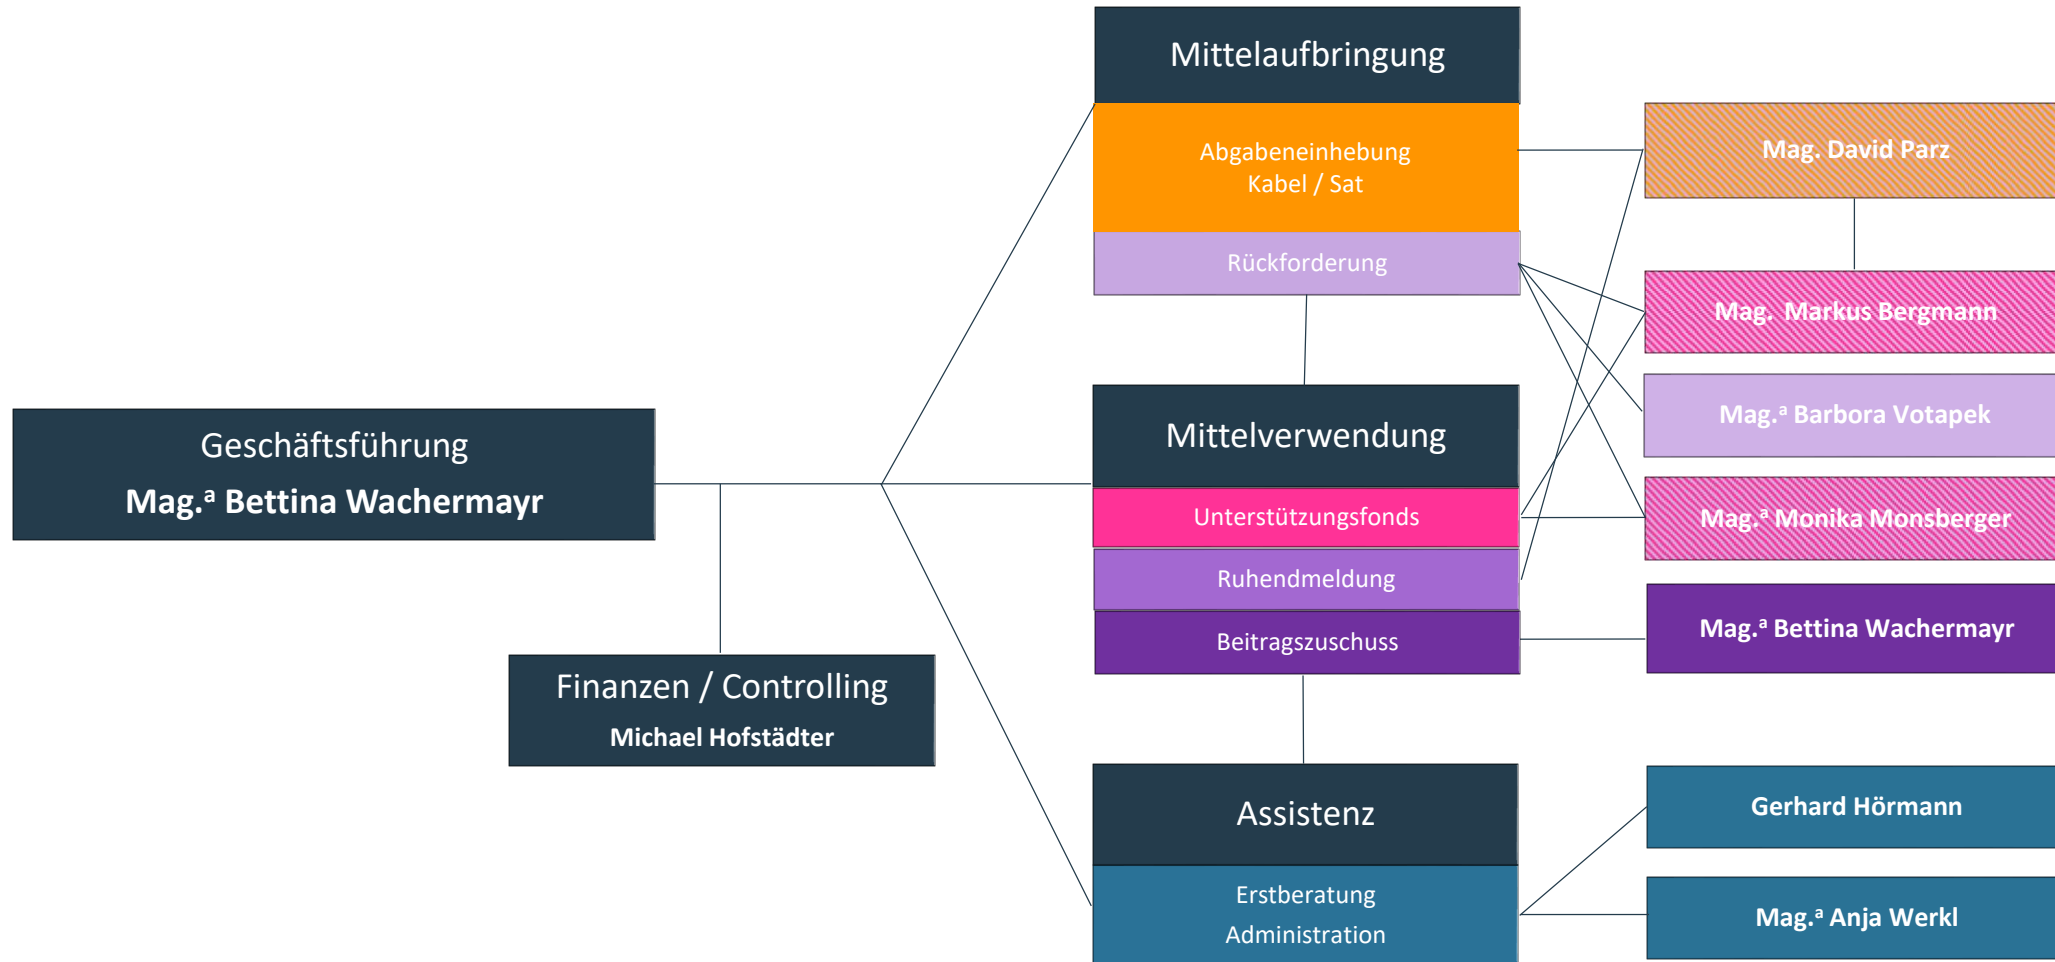 Geschäftsführung
Mag.ª Bettina Wachermayr
Finanzen / Controlling
Michael Hofstädter
Mittelaufbringung
Abgabeneinhebung
Kabel / Sat
Rückforderung
Mittelverwendung
Unterstützungsfonds
Ruhendmeldung
Beitragszuschuss
Assistenz
Erstberatung
Administration
Mag. David Parz
Mag.  Markus Bergmann
Mag.ª Barbora Votapek
Mag.ª Monika Monsberger
Mag.ª Bettina Wachermayr
Gerhard Hörmann
Mag.ª Anja Werkl